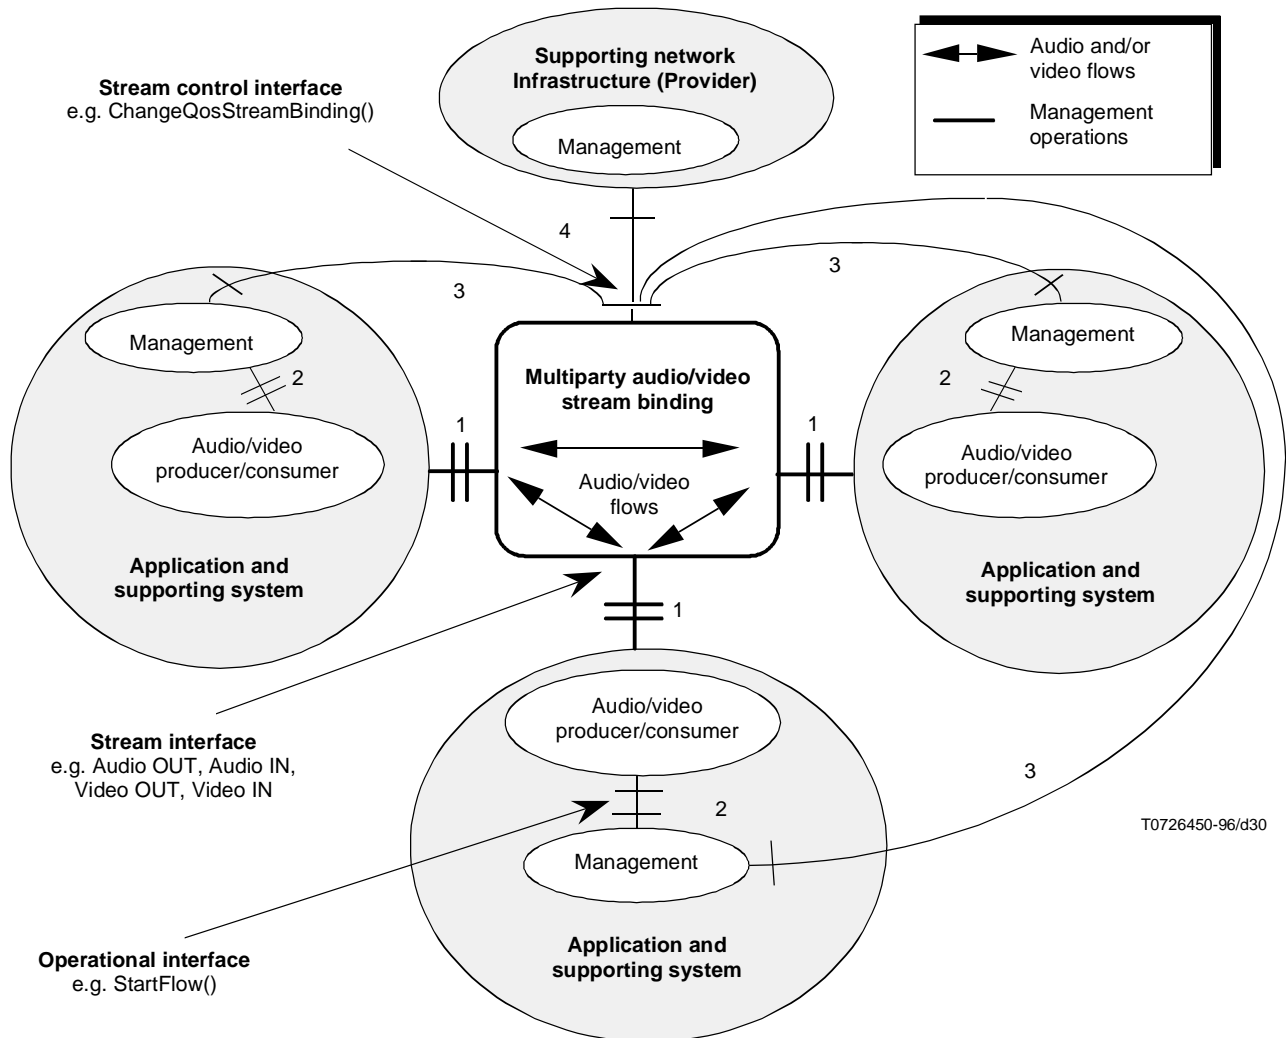 Supporting network
Infrastructure (Provider)
Management
Audio and/or
video flows
Management
operations
Stream control interface
e.g. ChangeQosStreamBinding()
4
3
3
Management
2
Audio/video
producer/consumer
Application and
supporting system
1
Multiparty audio/video
stream binding
Audio/video
flows
1
Management
2
Audio/video
producer/consumer
Application and
supporting system
1
Audio/video
producer/consumer
2
Management
Application and
supporting system
3
Stream interface
e.g. Audio OUT, Audio IN,
Video OUT, Video IN
T0726450-96/d30
Operational interface
e.g. StartFlow()